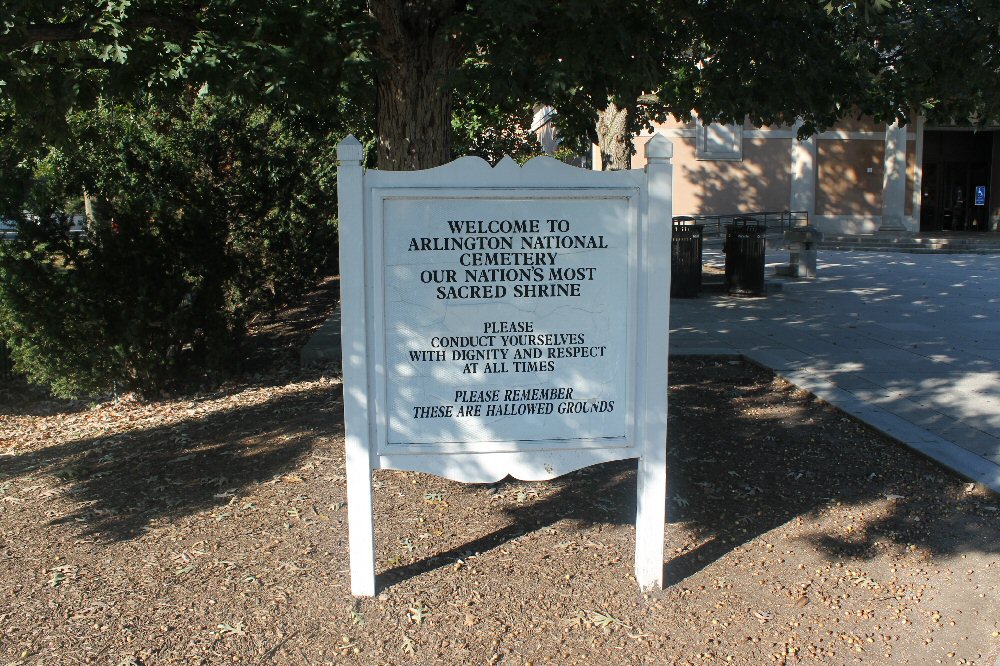 WELCOME TO
ARLINGTON NATIONAL
CEMETERY
OUR NATION'S MOST
SACRED SHRINE
PLEASE
CONDUCT YOURSELVES
WITH DIGNITY AND RESPECT
AT ALL TIMES
PLEASE REMEMBER
THESE ARE HALLOWED GROUNDS